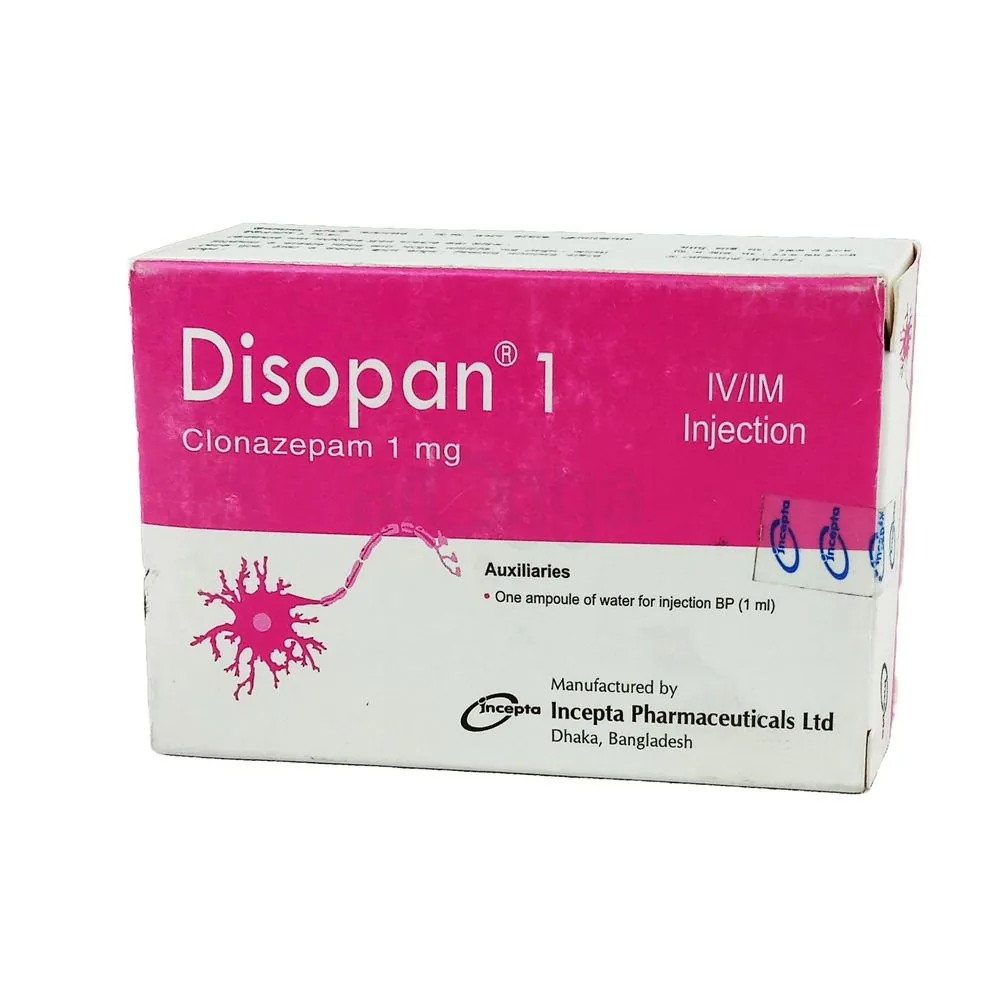 Disopan® 1
Clonazepam 1 mg
IV/IM
Injection
incepta
incepta
incepta
Auxiliaries
• One ampoule of water for injection BP (1 ml)
Manufactured by
incepta
Incepta Pharmaceuticals Ltd
Dhaka, Bangladesh